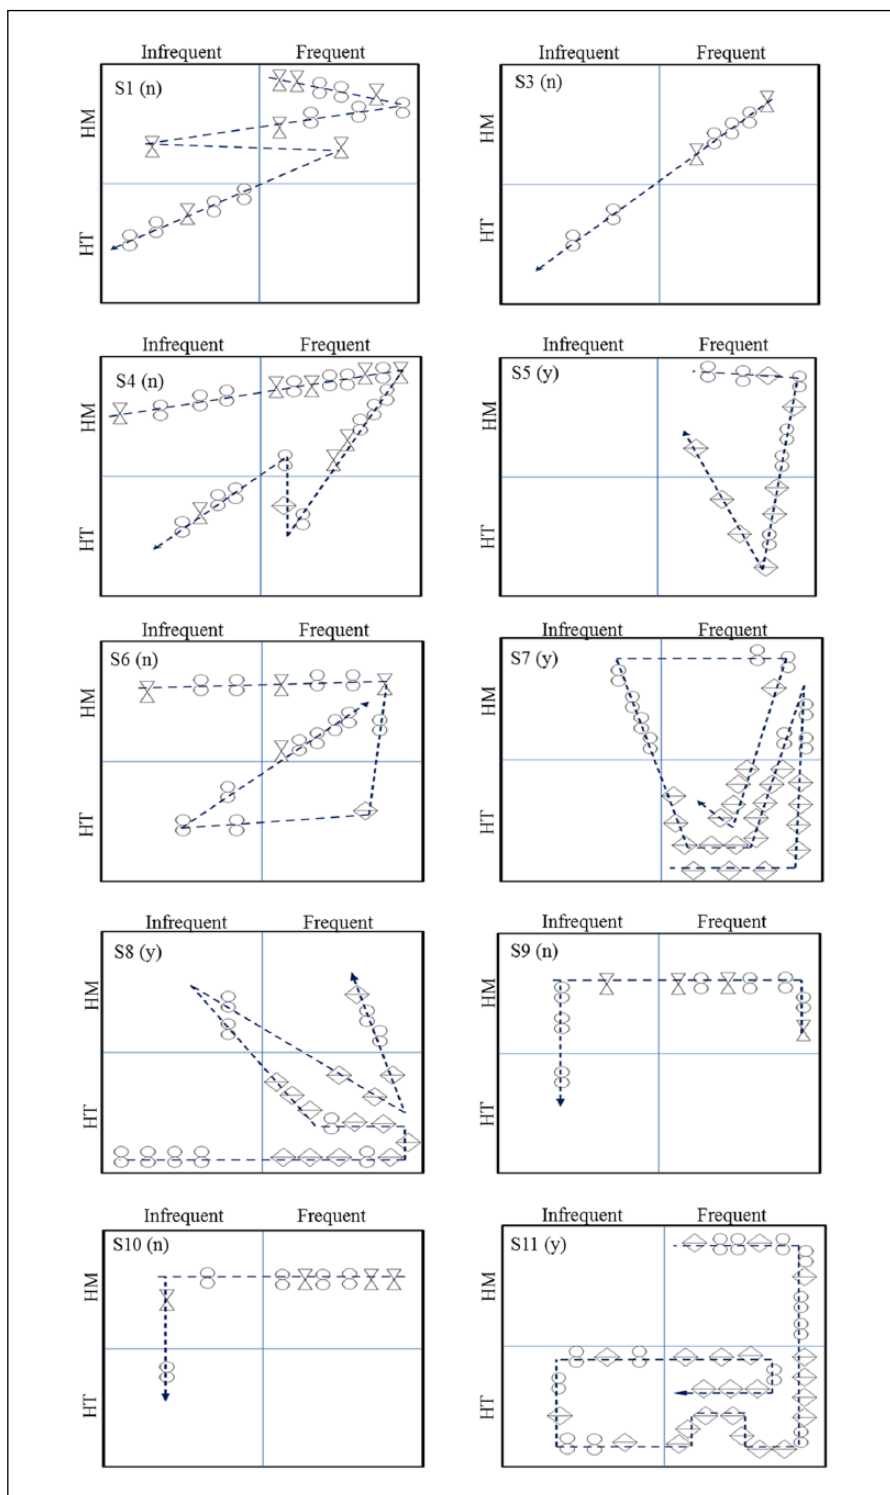 Infrequent Frequent
S1 (n)
HM
HT
Infrequent Frequent
S3 (n)
HM
HT
Infrequent Frequent
S4 (n)
HM
HT
Infrequent Frequent
S5 (y)
HM
HT
Infrequent Frequent
S6 (n)
HM
HT
Infrequent Frequent
S7 (y)
HM
HT
Infrequent Frequent
S8 (y)
HM
HT
Infrequent Frequent
S9 (n)
HM
HT
Infrequent Frequent
S10 (n)
HM
HT
Infrequent Frequent
S11 (y)
HM
HT